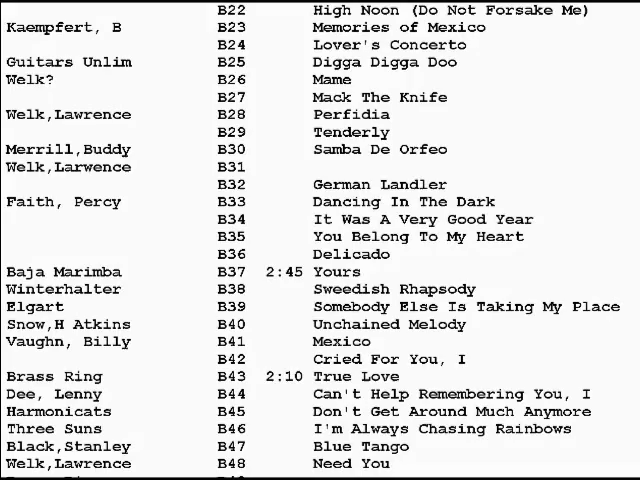 B22 High Noon (Do Not Forsake Me)
Kaempfert, B B23 Memories of Mexico
B24 Lover's Concerto
Guitars Unlim B25 Digga Digga Doo
Welk? B26 Mame
B27 Mack The Knife
Welk,Lawrence B28 Perfidia
B29 Tenderly
Merrill,Buddy B30 Samba De Orfeo
Welk,Larwence B31
B32 German Landler
Faith, Percy B33 Dancing In The Dark
B34 It Was A Very Good Year
B35 You Belong To My Heart
B36 Delicado
Baja Marimba B37 2:45 Yours
Winterhalter B38 Sweedish Rhapsody
Elgart B39 Somebody Else Is Taking My Place
Snow,H Atkins B40 Unchained Melody
Vaughn, Billy B41 Mexico
B42 Cried For You, I
Brass Ring B43 2:10 True Love
Dee, Lenny B44 Can't Help Remembering You, I
Harmonicats B45 Don't Get Around Much Anymore
Three Suns B46 I'm Always Chasing Rainbows
Black,Stanley B47 Blue Tango
Welk,Lawrence B48 Need You